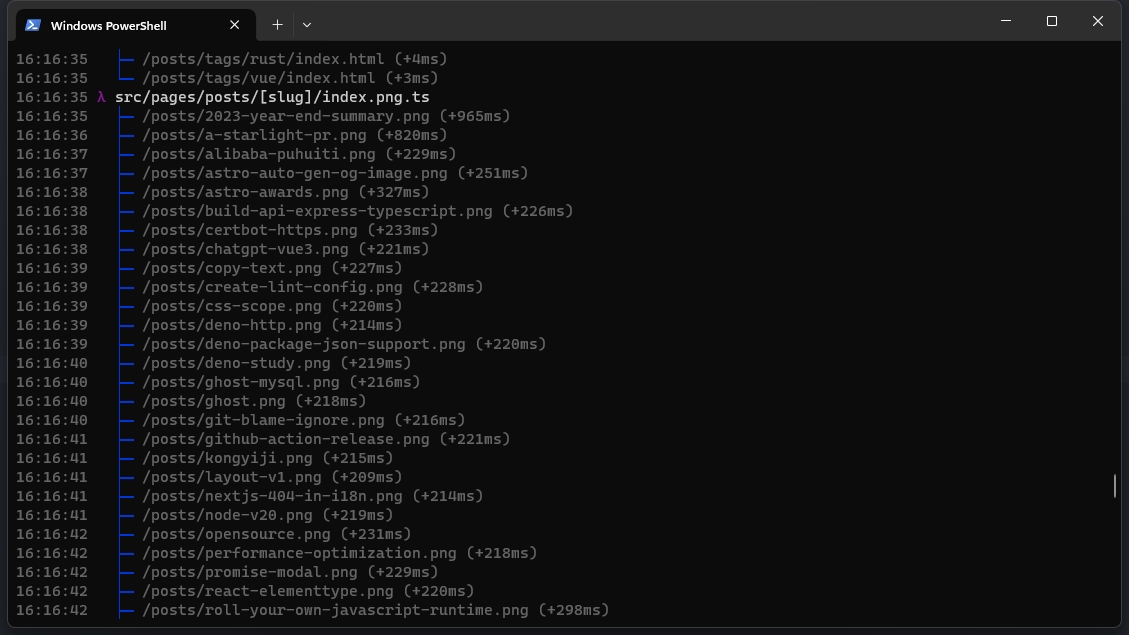 Windows PowerShell
16:16:35 ├─ /posts/tags/rust/index.html (+4ms)
16:16:35 └─ /posts/tags/vue/index.html (+3ms)
16:16:35 λ src/pages/posts/[slug]/index.png.ts
16:16:35 ├─ /posts/2023-year-end-summary.png (+965ms)
16:16:36 ├─ /posts/a-starlight-pr.png (+820ms)
16:16:37 ├─ /posts/alibaba-puhuiti.png (+229ms)
16:16:37 ├─ /posts/astro-auto-gen-og-image.png (+251ms)
16:16:38 ├─ /posts/astro-awards.png (+327ms)
16:16:38 ├─ /posts/build-api-express-typescript.png (+226ms)
16:16:38 ├─ /posts/certbot-https.png (+233ms)
16:16:38 ├─ /posts/chatgpt-vue3.png (+221ms)
16:16:39 ├─ /posts/copy-text.png (+227ms)
16:16:39 ├─ /posts/create-lint-config.png (+228ms)
16:16:39 ├─ /posts/css-scope.png (+220ms)
16:16:39 ├─ /posts/deno-http.png (+214ms)
16:16:39 ├─ /posts/deno-package-json-support.png (+220ms)
16:16:40 ├─ /posts/deno-study.png (+219ms)
16:16:40 ├─ /posts/ghost-mysql.png (+216ms)
16:16:40 ├─ /posts/ghost.png (+218ms)
16:16:40 ├─ /posts/git-blame-ignore.png (+216ms)
16:16:41 ├─ /posts/github-action-release.png (+221ms)
16:16:41 ├─ /posts/kongyiji.png (+215ms)
16:16:41 ├─ /posts/layout-v1.png (+209ms)
16:16:41 ├─ /posts/nextjs-404-in-i18n.png (+214ms)
16:16:41 ├─ /posts/node-v20.png (+219ms)
16:16:42 ├─ /posts/opensource.png (+231ms)
16:16:42 ├─ /posts/performance-optimization.png (+218ms)
16:16:42 ├─ /posts/promise-modal.png (+229ms)
16:16:42 ├─ /posts/react-elementtype.png (+220ms)
16:16:42 ├─ /posts/roll-your-own-javascript-runtime.png (+298ms)